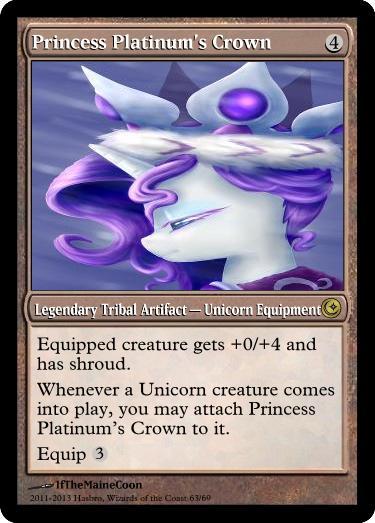 Princess Platinum's Crown 4
Legendary Tribal Artifact — Unicorn Equipment
Equipped creature gets +0/+4 and
has shroud.
Whenever a Unicorn creature comes
into play, you may attach Princess
Platinum's Crown to it.
Equip 3
IfTheMaineCoon
2011-2013 Hasbro, Wizards of the Coast 63/69